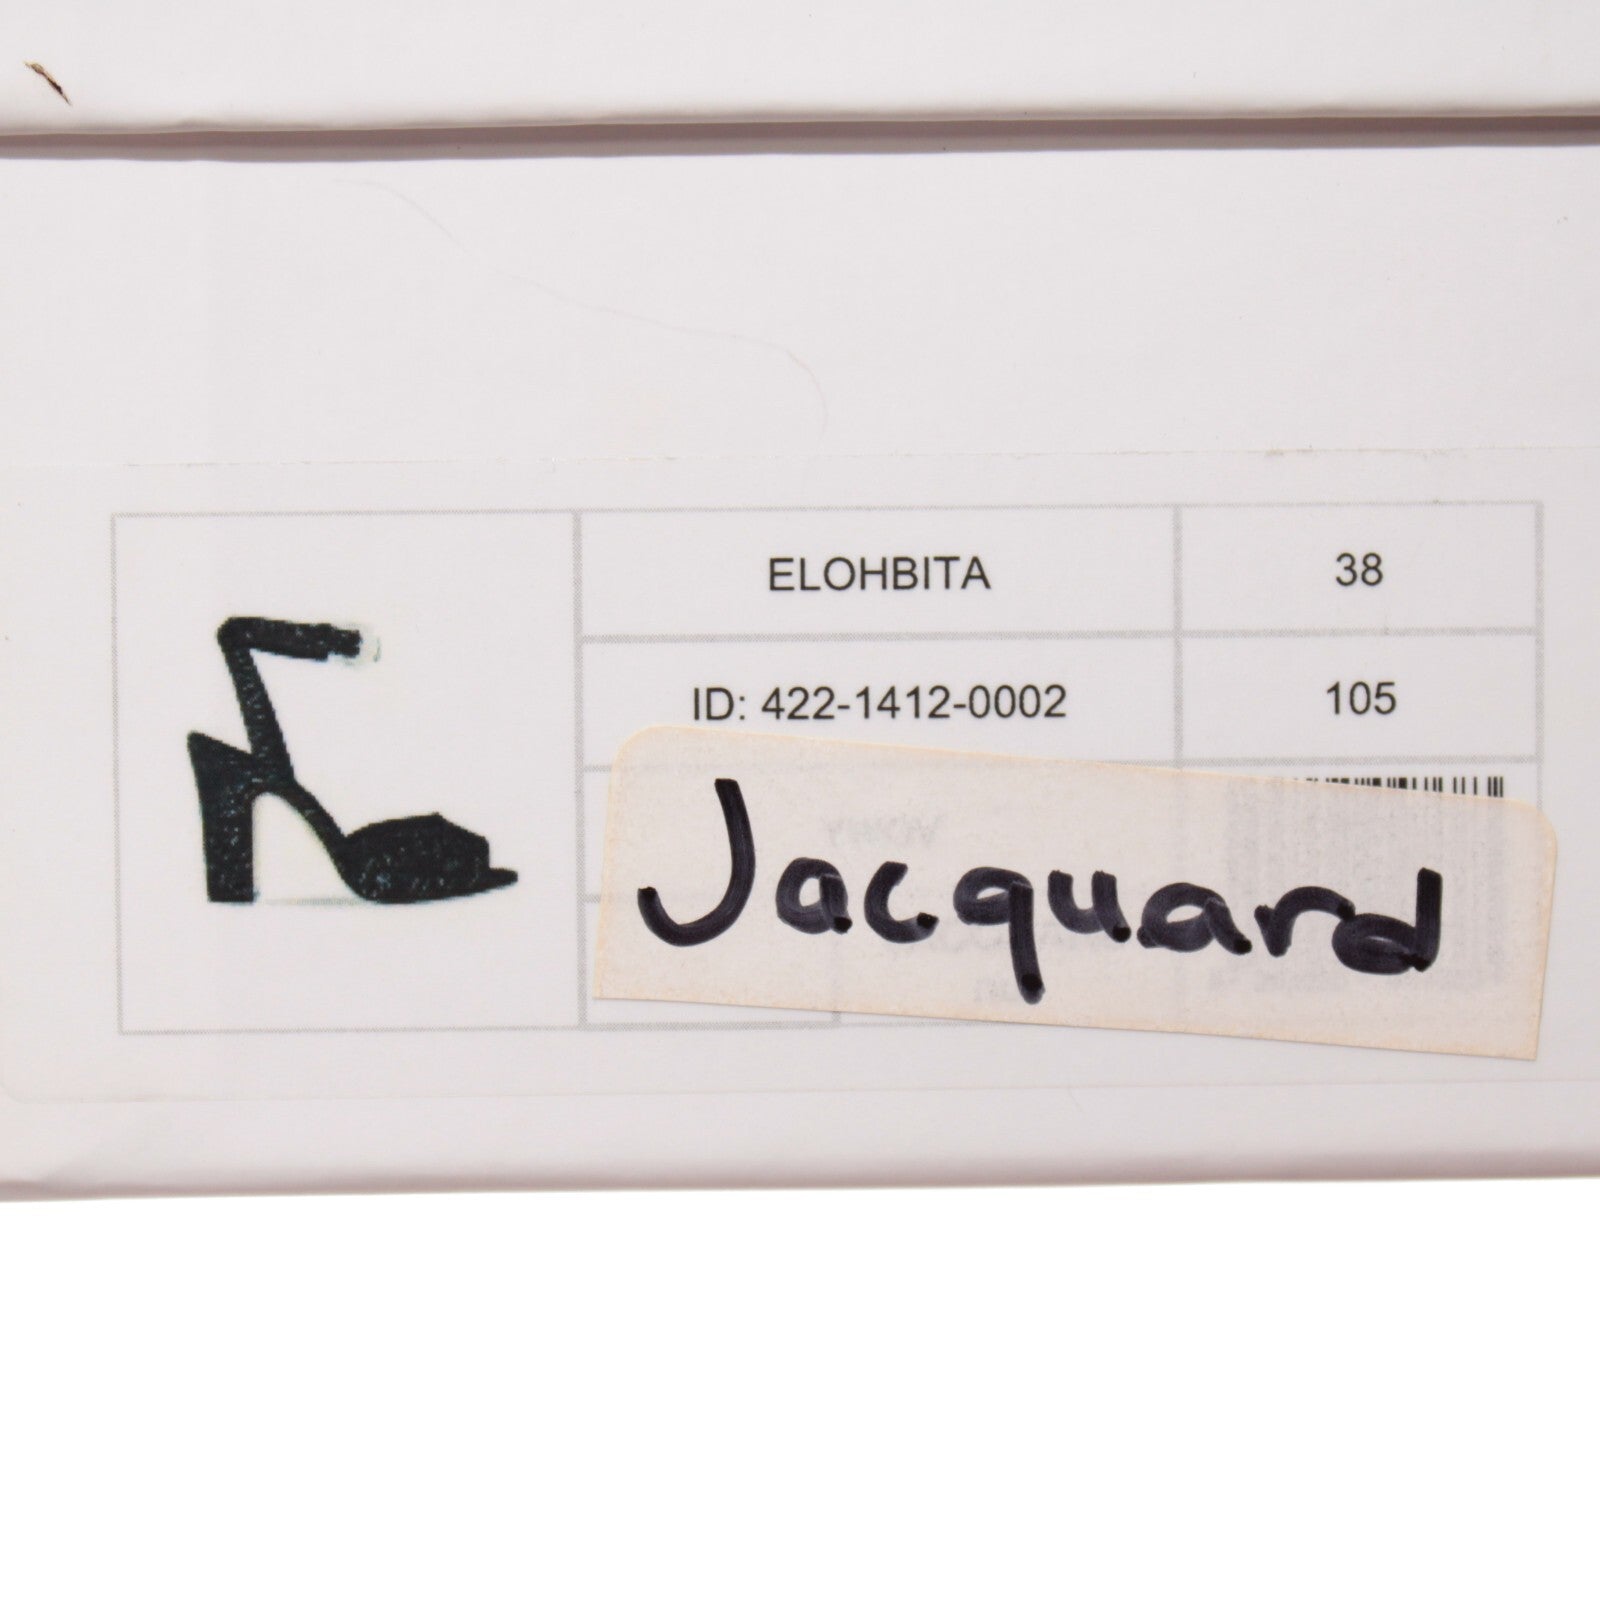 ELOHBITA 38
ID: 422-1412-0002 105
Jacquard